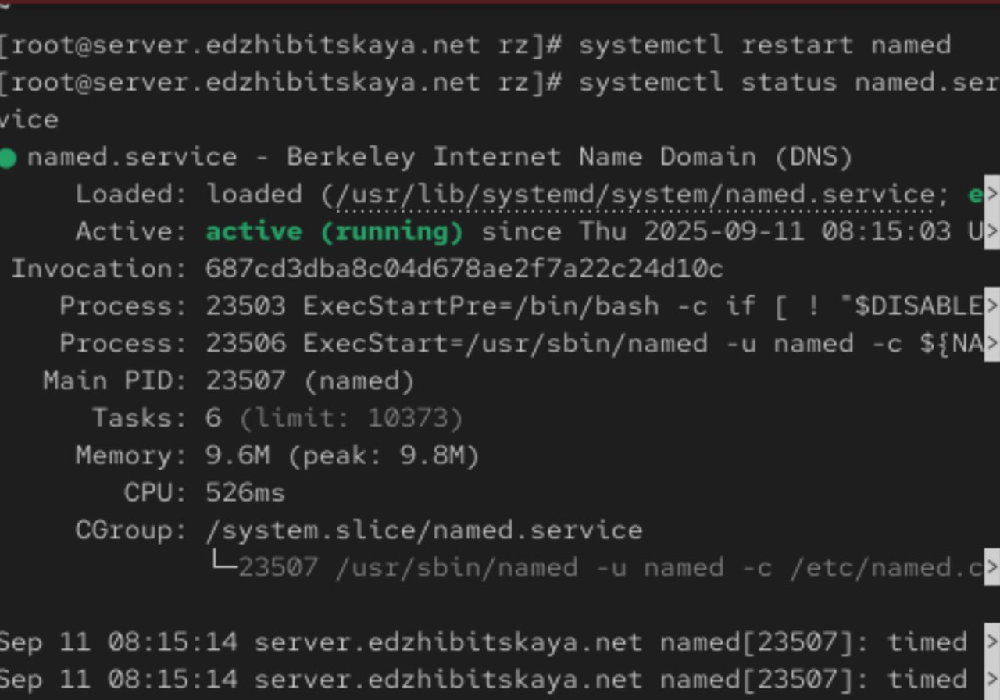 [root@server.edzhibitskaya.net rz]# systemctl restart named
[root@server.edzhibitskaya.net rz]# systemctl status named.ser
vice
● named.service - Berkeley Internet Name Domain (DNS)
Loaded: loaded (/usr/lib/systemd/system/named.service; e>
Active: active (running) since Thu 2025-09-11 08:15:03 U>
Invocation: 687cd3dba8c04d678ae2f7a22c24d10c
Process: 23503 ExecStartPre=/bin/bash -c if [ ! "$DISABLE>
Process: 23506 ExecStart=/usr/sbin/named -u named -c ${NA>
Main PID: 23507 (named)
Tasks: 6 (limit: 10373)
Memory: 9.6M (peak: 9.8M)
CPU: 526ms
CGroup: /system.slice/named.service
└─23507 /usr/sbin/named -u named -c /etc/named.c>
Sep 11 08:15:14 server.edzhibitskaya.net named[23507]: timed >
Sep 11 08:15:14 server.edzhibitskaya.net named[23507]: timed >